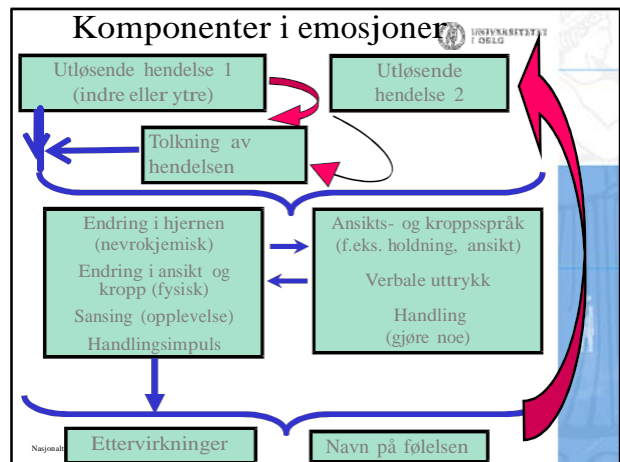 Komponenter i emosjoner
UNIVERSITETET
I OSLO
Utløsende hendelse 1
(indre eller ytre)
Utløsende
hendelse 2
Tolkning av
hendelsen
Endring i hjernen
(nevrokjemisk)
Endring i ansikt og
kropp (fysisk)
Sansing (opplevelse)
Handlingsimpuls
Ansikts- og kroppsspråk
(f.eks. holdning, ansikt)
Verbale uttrykk
Handling
(gjøre noe)
Nasjonalt
Ettervirkninger
Navn på følelsen